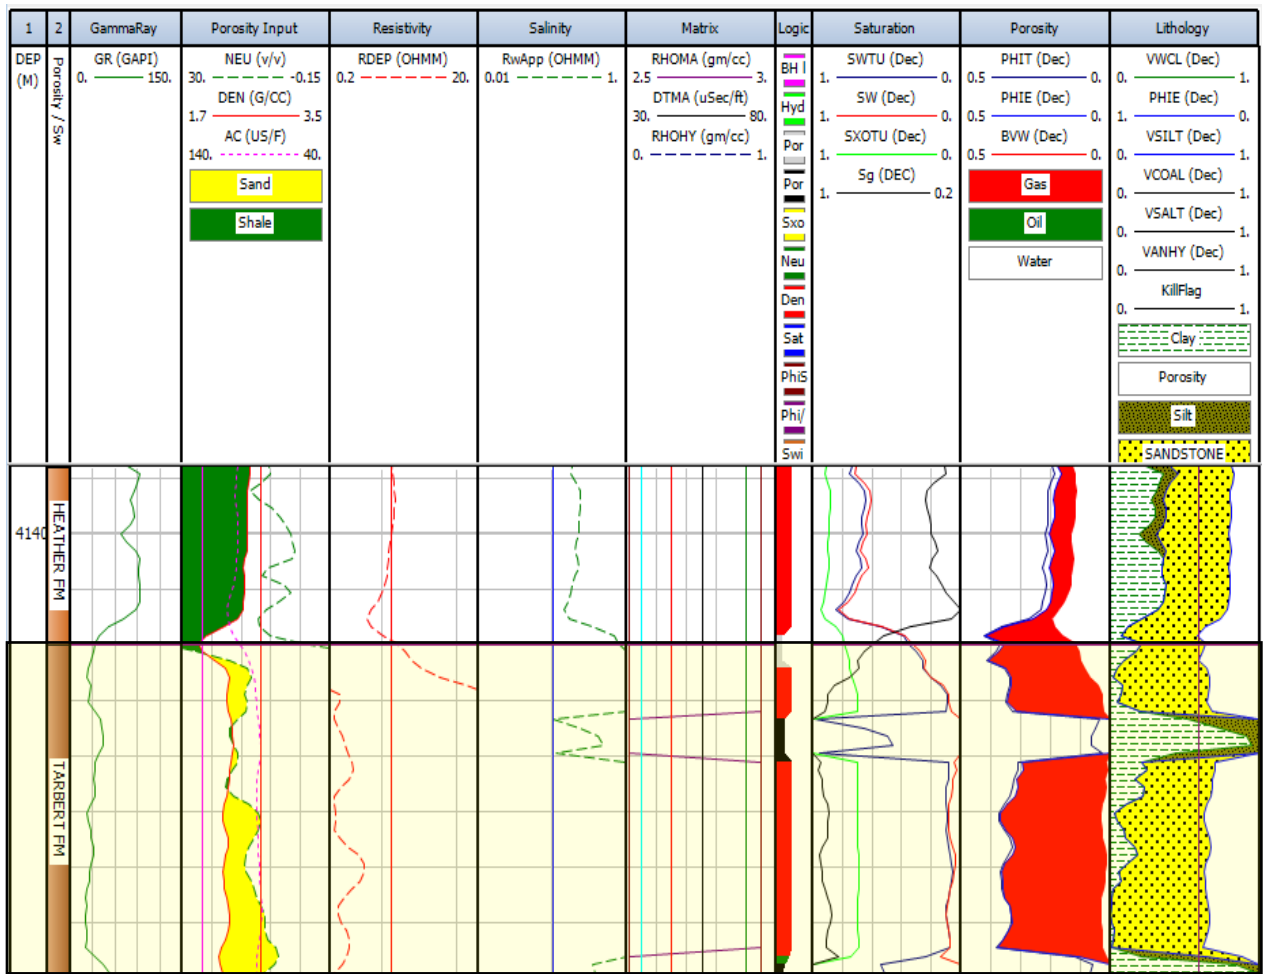 1 2 GammaRay Porosity Input Resistivity Salinity Matrix Logic Saturation Porosity Lithology
DEP
(M)
Porosity / Sw
GR (GAPI)
0. 150.
NEU (v/v)
30. -0.15
DEN (G/CC)
1.7 3.5
AC (US/F)
140. 40.
Sand
Shale
RDEP (OHMM)
0.2 20.
RwApp (OHMM)
0.01 1.
RHOMA (gm/cc)
2.5 3.
DTMA (uSec/ft)
30. 80.
RHOHY (gm/cc)
0. 1.
BH I
Hyd
Por
Por
Sxo
Neu
Den
Sat
PhiS
Phi/
Swi
SWTU (Dec)
1. 0.
SW (Dec)
1. 0.
SXOTU (Dec)
1. 0.
Sg (DEC)
1. 0.2
PHIT (Dec)
0.5 0.
PHIE (Dec)
0.5 0.
BVW (Dec)
0.5 0.
Gas
Oil
Water
VWCL (Dec)
0. 1.
PHIE (Dec)
1. 0.
VSILT (Dec)
0. 1.
VCOAL (Dec)
0. 1.
VSALT (Dec)
0. 1.
VANHY (Dec)
0. 1.
KillFlag
0. 1.
Clay
Porosity
Silt
SANDSTONE
4140
HEATHER FM
TARBERT FM